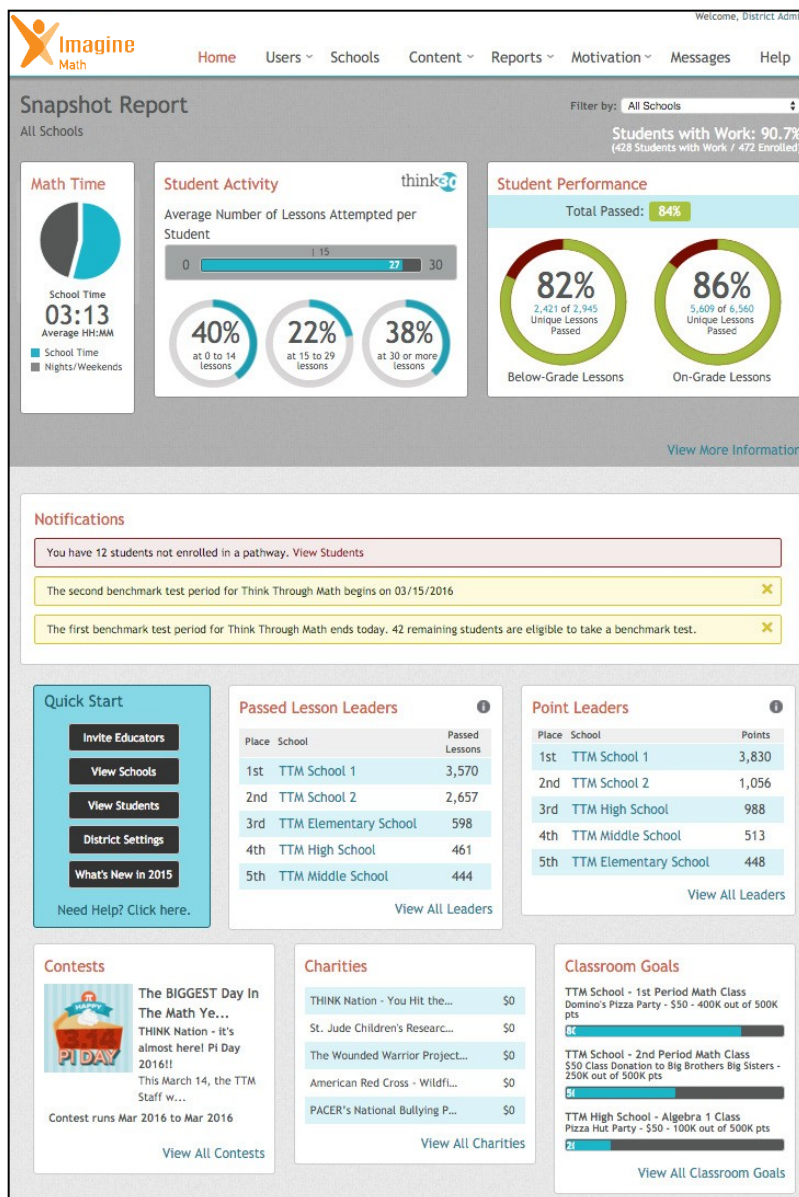 Welcome, District Admi
Imagine
Math
Home Users Schools Content Reports Motivation Messages Help
Snapshot Report
Filter by: All Schools
All Schools
Students with Work: 90.7%
(428 Students with Work / 472 Enrolled)
Math Time
School Time
03:13
Average HH:MM
School Time
Nights/Weekends
Student Activity
think30
Average Number of Lessons Attempted per
Student
| 15
0 27 30
40%
at 0 to 14
lessons
22%
at 15 to 29
lessons
38%
at 30 or more
lessons
Student Performance
Total Passed: 84%
82%
2,421 of 2,945
Unique Lessons
Passed
Below-Grade Lessons
86%
5,609 of 6,560
Unique Lessons
Passed
On-Grade Lessons
View More Information
Notifications
You have 12 students not enrolled in a pathway. View Students
The second benchmark test period for Think Through Math begins on 03/15/2016
The first benchmark test period for Think Through Math ends today. 42 remaining students are eligible to take a benchmark test.
Quick Start
Invite Educators
View Schools
View Students
District Settings
What's New in 2015
Need Help? Click here.
Passed Lesson Leaders
Place School Passed
Lessons
1st TTM School 1 3,570
2nd TTM School 2 2,657
3rd TTM Elementary School 598
4th TTM High School 461
5th TTM Middle School 444
View All Leaders
Point Leaders
Place School Points
1st TTM School 1 3,830
2nd TTM School 2 1,056
3rd TTM High School 988
4th TTM Middle School 513
5th TTM Elementary School 448
View All Leaders
Contests
π
HAPPY
3.14
PI DAY
The BIGGEST Day In
The Math Ye...
THINK Nation - it's
almost here! Pi Day
2016!!
This March 14, the TTM
Staff w...
Contest runs Mar 2016 to Mar 2016
View All Contests
Charities
THINK Nation - You Hit the... $0
St. Jude Children's Researc... $0
The Wounded Warrior Project... $0
American Red Cross - Wildfi... $0
PACER's National Bullying P... $0
View All Charities
Classroom Goals
TTM School - 1st Period Math Class
Domino's Pizza Party - $50 - 400K out of 500K
pts
TTM School - 2nd Period Math Class
$50 Class Donation to Big Brothers Big Sisters -
250K out of 500K pts
TTM High School - Algebra 1 Class
Pizza Hut Party - $50 - 100K out of 500K pts
View All Classroom Goals